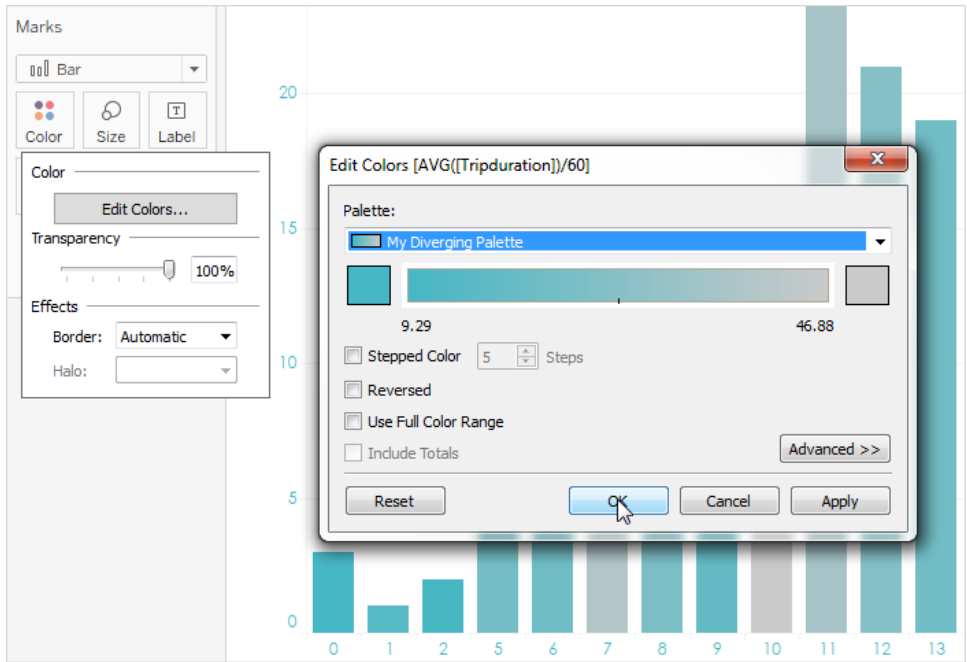 Marks
Bar
Color Size Label
Color
Edit Colors...
Transparency
100%
Effects
Border: Automatic
Halo:
20
15
10
5
0
0 1 2 5 6 7 8 9 10 11 12 13
Edit Colors [AVG([Tripduration])/60]
Palette:
My Diverging Palette
9.29 46.88
Stepped Color 5 Steps
Reversed
Use Full Color Range
Include Totals
Advanced >>
Reset OK Cancel Apply